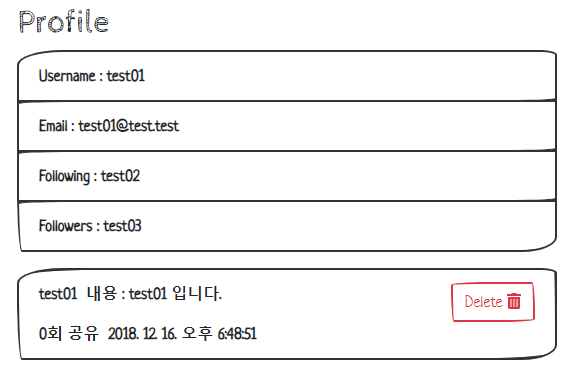 Profile
Username : test01
Email : test01@test.test
Following : test02
Followers : test03
test01 내용 : test01 입니다.
Delete
0회 공유 2018. 12. 16. 오후 6:48:51